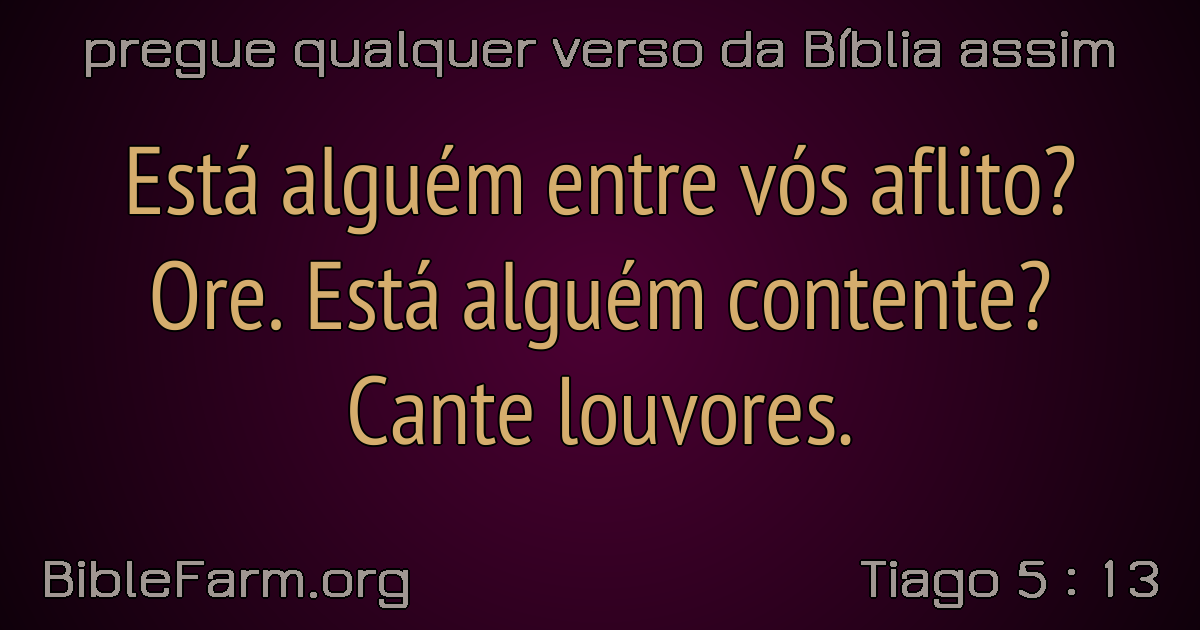 pregue qualquer verso da Bíblia assim
Está alguém entre vós aflito?
Ore. Está alguém contente?
Cante louvores.
BibleFarm.org
Tiago 5 : 13